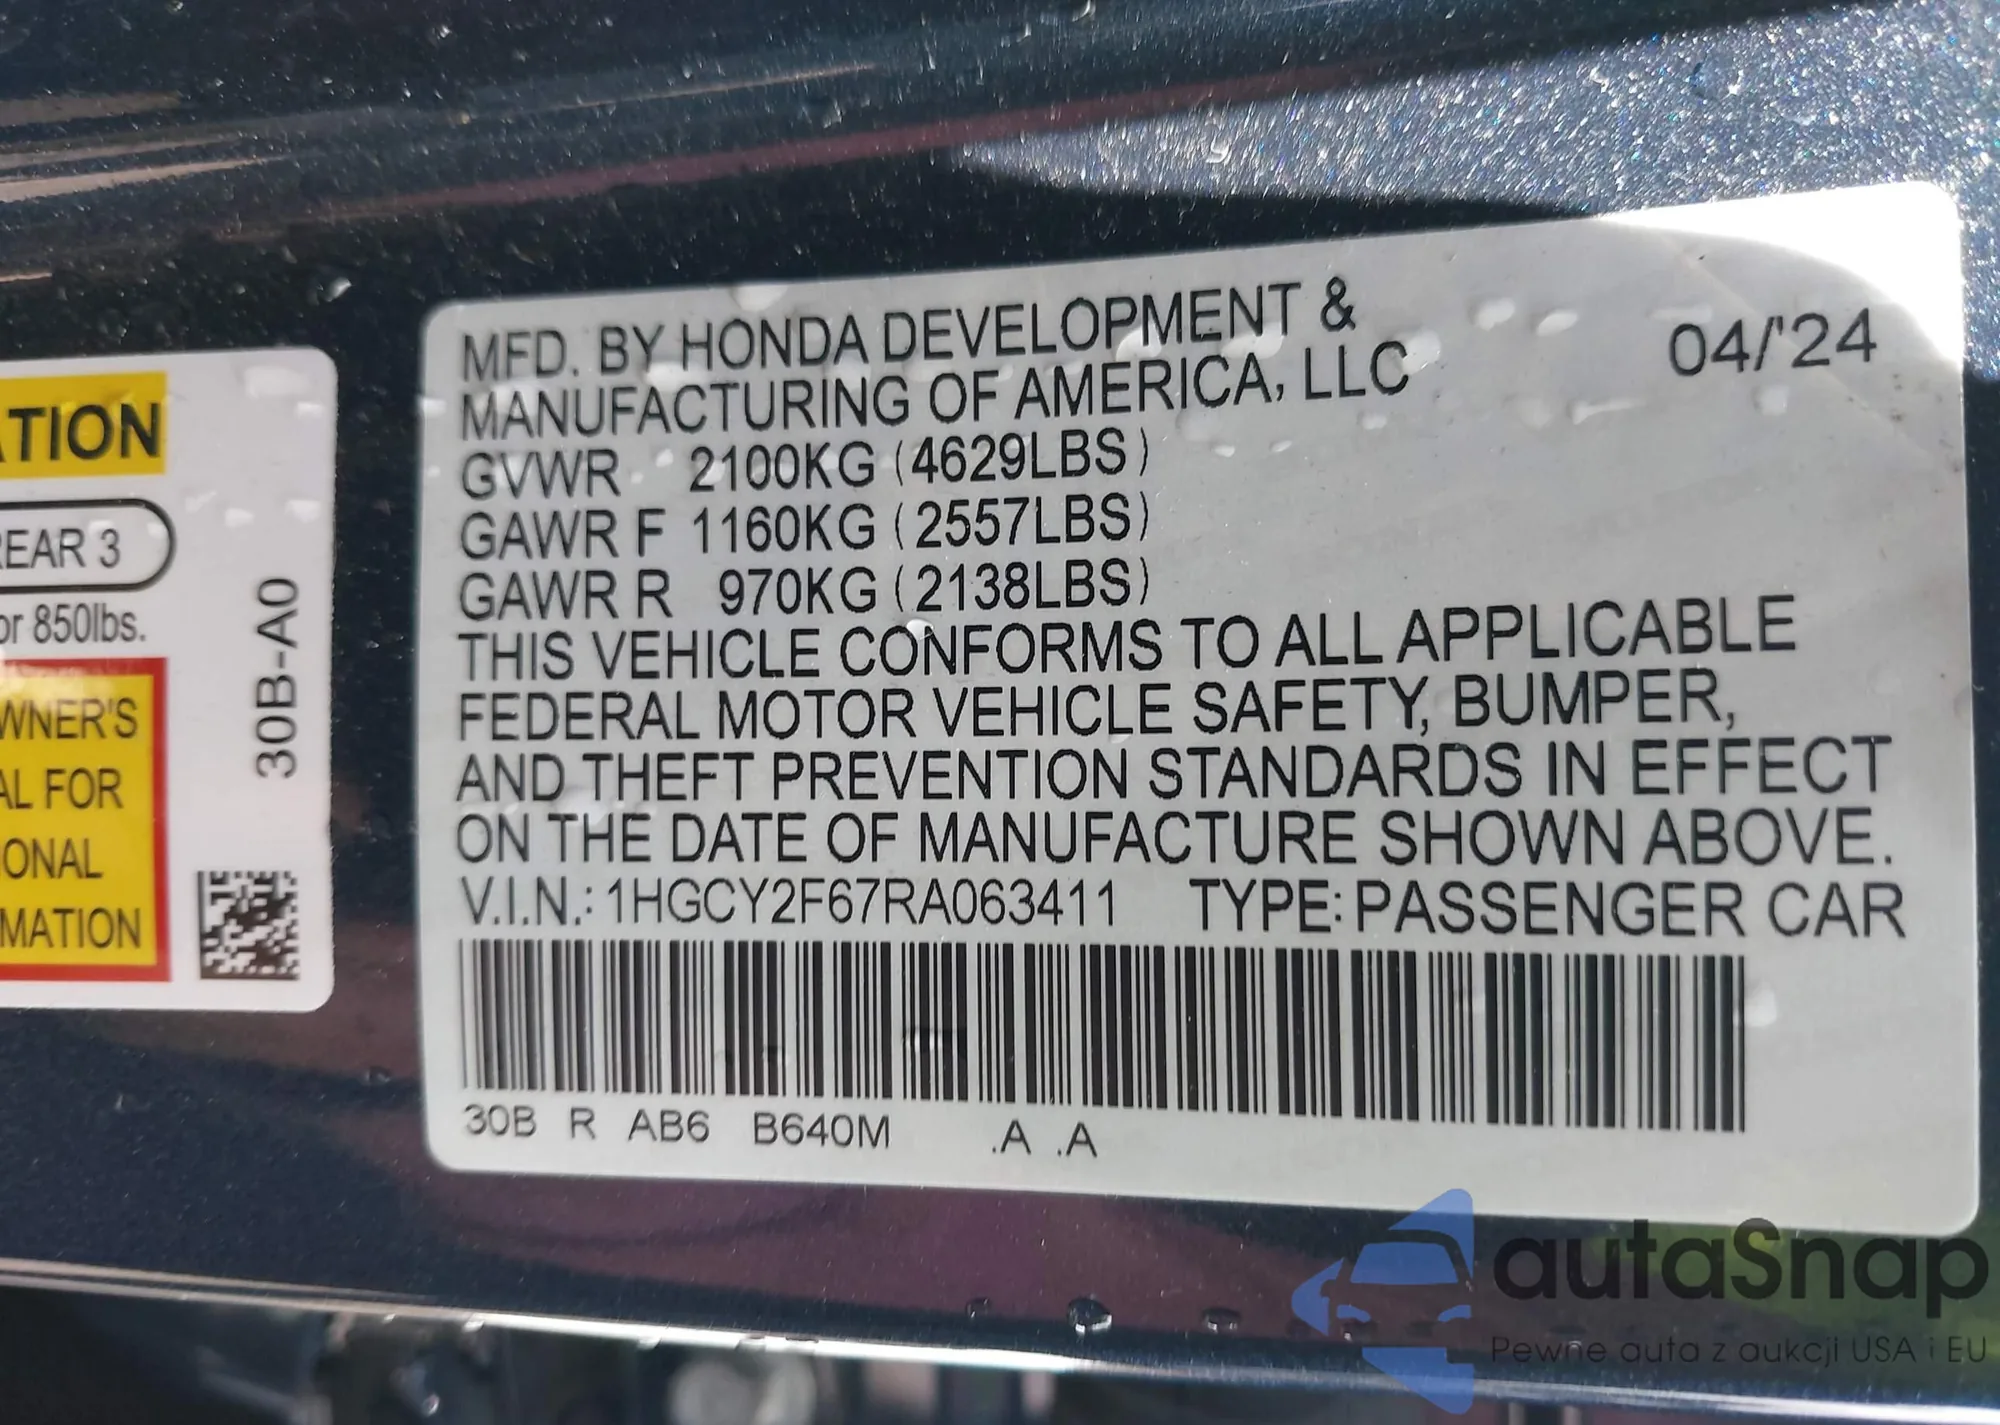 ATION
REAR 3
or 850lbs.
WNER'S
AL FOR
IONAL
MATION
30B-A0
MFD. BY HONDA DEVELOPMENT &
MANUFACTURING OF AMERICA, LLC
04/'24
GVWR 2100KG (4629LBS)
GAWR F 1160KG (2557LBS)
GAWR R 970KG (2138LBS)
THIS VEHICLE CONFORMS TO ALL APPLICABLE
FEDERAL MOTOR VEHICLE SAFETY, BUMPER,
AND THEFT PREVENTION STANDARDS IN EFFECT
ON THE DATE OF MANUFACTURE SHOWN ABOVE.
V.I.N.: 1HGCY2F67RA063411 TYPE: PASSENGER CAR
30B R AB6 B640M .A .A
autaSnap
Pewne auta z aukcji USA i EU